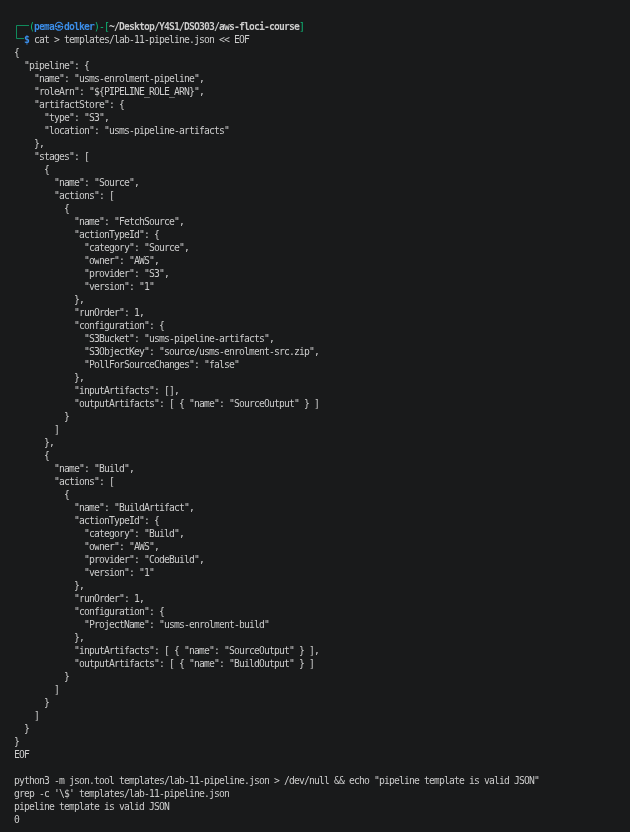 ┌──(pema㉿dolker)-[~/Desktop/Y4S1/DSO303/aws-floci-course]
└─$ cat > templates/lab-11-pipeline.json << EOF
{
  "pipeline": {
    "name": "usms-enrolment-pipeline",
    "roleArn": "${PIPELINE_ROLE_ARN}",
    "artifactStore": {
      "type": "S3",
      "location": "usms-pipeline-artifacts"
    },
    "stages": [
      {
        "name": "Source",
        "actions": [
          {
            "name": "FetchSource",
            "actionTypeId": {
              "category": "Source",
              "owner": "AWS",
              "provider": "S3",
              "version": "1"
            },
            "runOrder": 1,
            "configuration": {
              "S3Bucket": "usms-pipeline-artifacts",
              "S3ObjectKey": "source/usms-enrolment-src.zip",
              "PollForSourceChanges": "false"
            },
            "inputArtifacts": [],
            "outputArtifacts": [ { "name": "SourceOutput" } ]
          }
        ]
      },
      {
        "name": "Build",
        "actions": [
          {
            "name": "BuildArtifact",
            "actionTypeId": {
              "category": "Build",
              "owner": "AWS",
              "provider": "CodeBuild",
              "version": "1"
            },
            "runOrder": 1,
            "configuration": {
              "ProjectName": "usms-enrolment-build"
            },
            "inputArtifacts": [ { "name": "SourceOutput" } ],
            "outputArtifacts": [ { "name": "BuildOutput" } ]
          }
        ]
      }
    ]
  }
}
EOF

python3 -m json.tool templates/lab-11-pipeline.json > /dev/null && echo "pipeline template is valid JSON"
grep -c '\$' templates/lab-11-pipeline.json
pipeline template is valid JSON
0